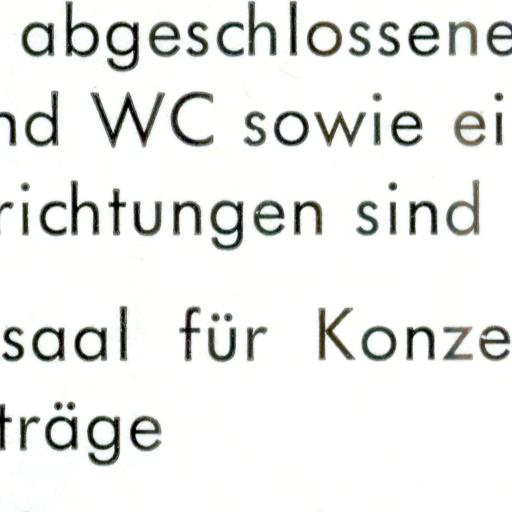 abgeschlossene
nd WC sowie ei
richtungen sind
saal für Konze
träge